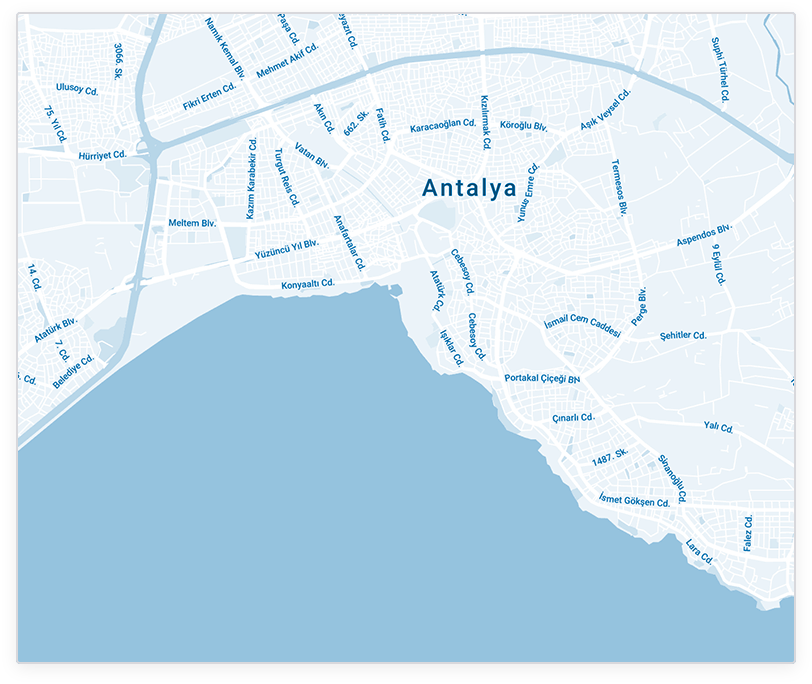 Namık Kemal Blv.
Paşa Cd.
eyazıt Cd.
3066. Sk.
Mehmet Akif Cd.
Suphi Türhel Cd.
Ulusoy Cd.
Fikri Erten Cd.
75. Yıl Cd.
Akın Cd.
662. Sk.
Fatih Cd.
Karacaoğlan Cd.
Kızılırmak Cd.
Köroğlu Blv.
Aşık Veysel Cd.
Hürriyet Cd.
Kazım Karabekir Cd.
Turgut Reis Cd.
Vatan Blv.
Antalya
Yunus Emre Cd.
Termesos Blv.
Meltem Blv.
Anafartalar Cd.
Yüzüncü Yıl Blv.
Aspendos Blv.
9 Eylül Cd.
14. Cd.
Konyaaltı Cd.
Cebesoy Cd.
Atatürk Cd.
Perge Blv.
Atatürk Blv.
7. Cd.
Belediye Cd.
Cd.
Işıklar Cd.
Cebesoy Cd.
İsmail Cem Caddesi
Şehitler Cd.
Portakal Çiçeği Blv
Çınarlı Cd.
Yalı Cd.
1487. Sk.
Sinanoğlu Cd.
İsmet Gökşen Cd.
Lara Cd.
Falez Cd.